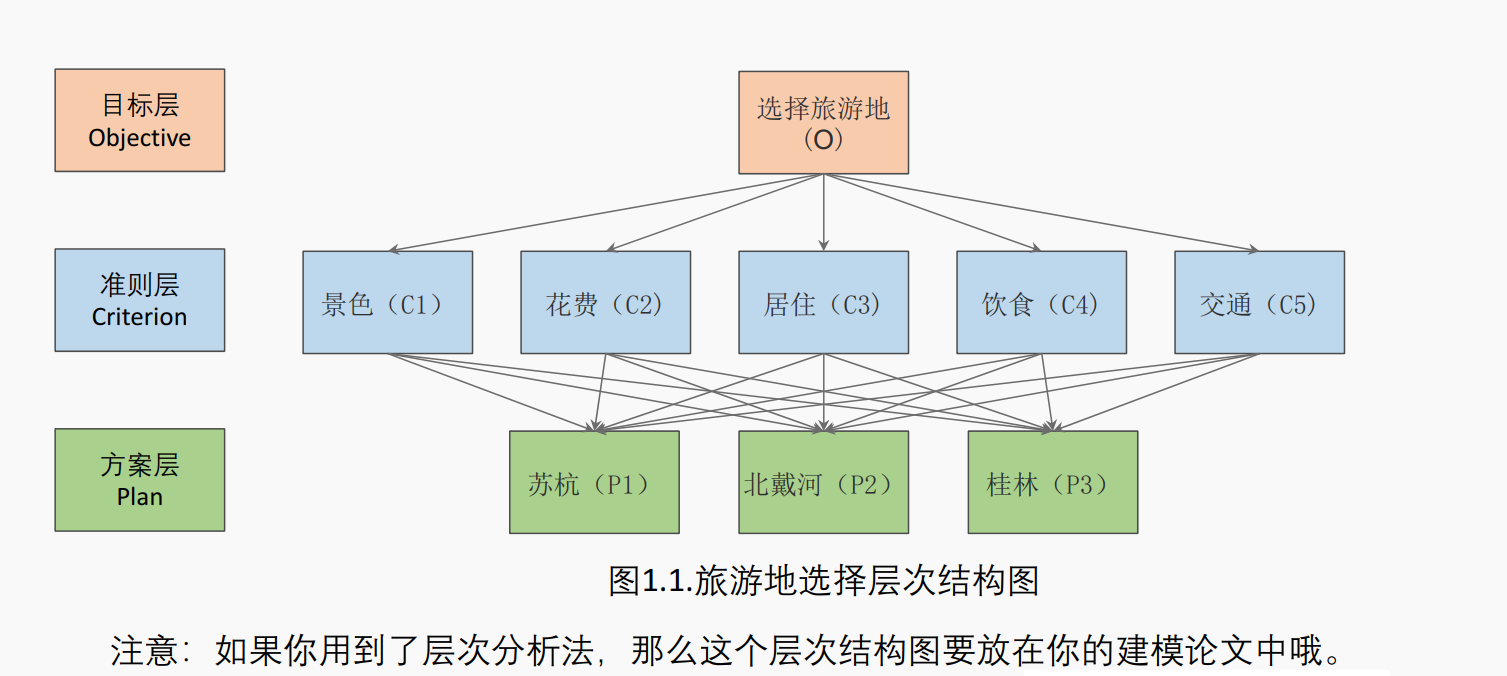 目标层
Objective
选择旅游地
（O）
准则层
Criterion
景色（C1）
花费（C2）
居住（C3）
饮食（C4）
交通（C5）
方案层
Plan
苏杭（P1）
北戴河（P2）
桂林（P3）
图1.1.旅游地选择层次结构图
注意：如果你用到了层次分析法，那么这个层次结构图要放在你的建模论文中哦。